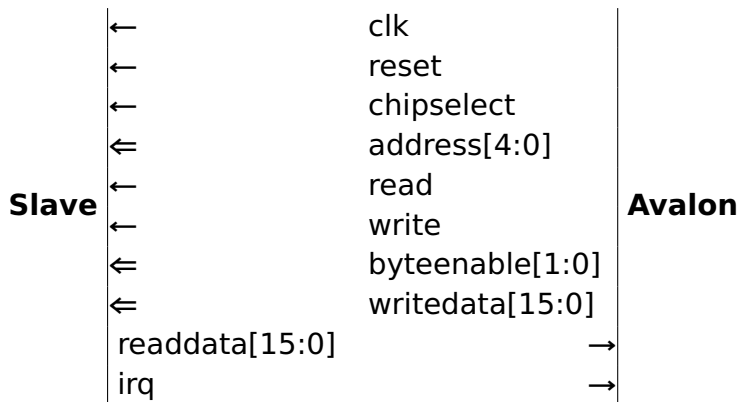 ← clk
← reset
← chipselect
⇐ address[4:0]
← read
Slave Avalon
← write
⇐ byteenable[1:0]
⇐ writedata[15:0]
readdata[15:0] →
irq →